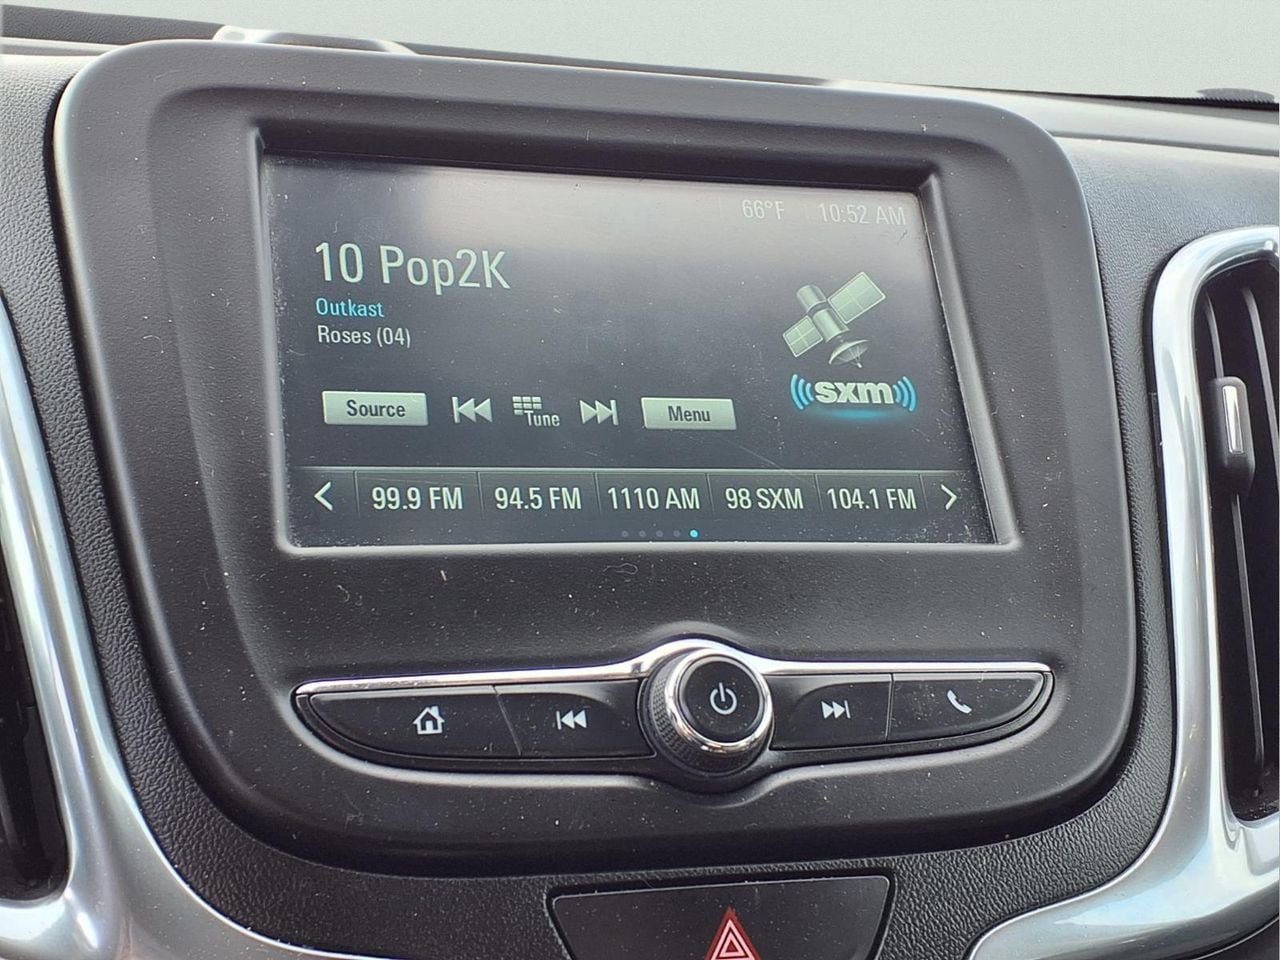 66°F 10:52 AM
10 Pop2K
Outkast
Roses (04)
sxm
Source Tune Menu
99.9 FM 94.5 FM 1110 AM 98 SXM 104.1 FM